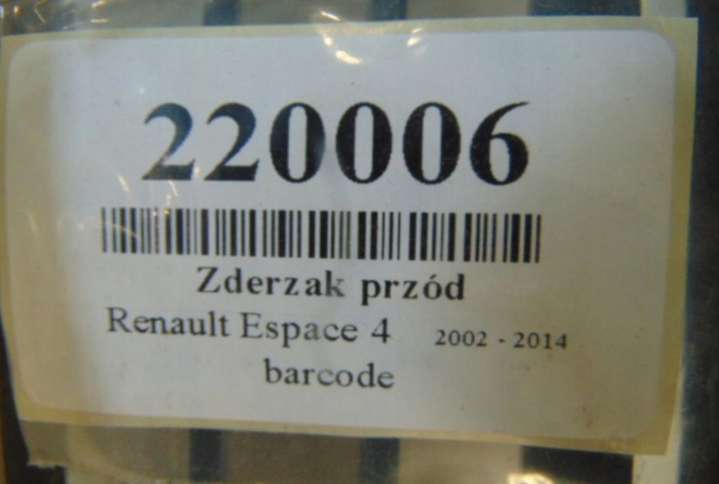 220006
Zderzak przód
Renault Espace 4 2002 - 2014
barcode